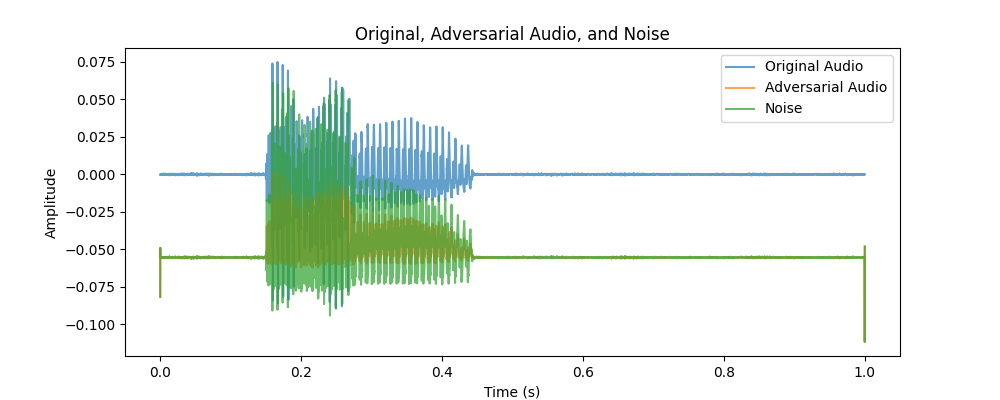 Original, Adversarial Audio, and Noise
Original Audio
Adversarial Audio
Noise
Amplitude
0.075
0.050
0.025
0.000
−0.025
−0.050
−0.075
−0.100
0.0 0.2 0.4 0.6 0.8 1.0
Time (s)